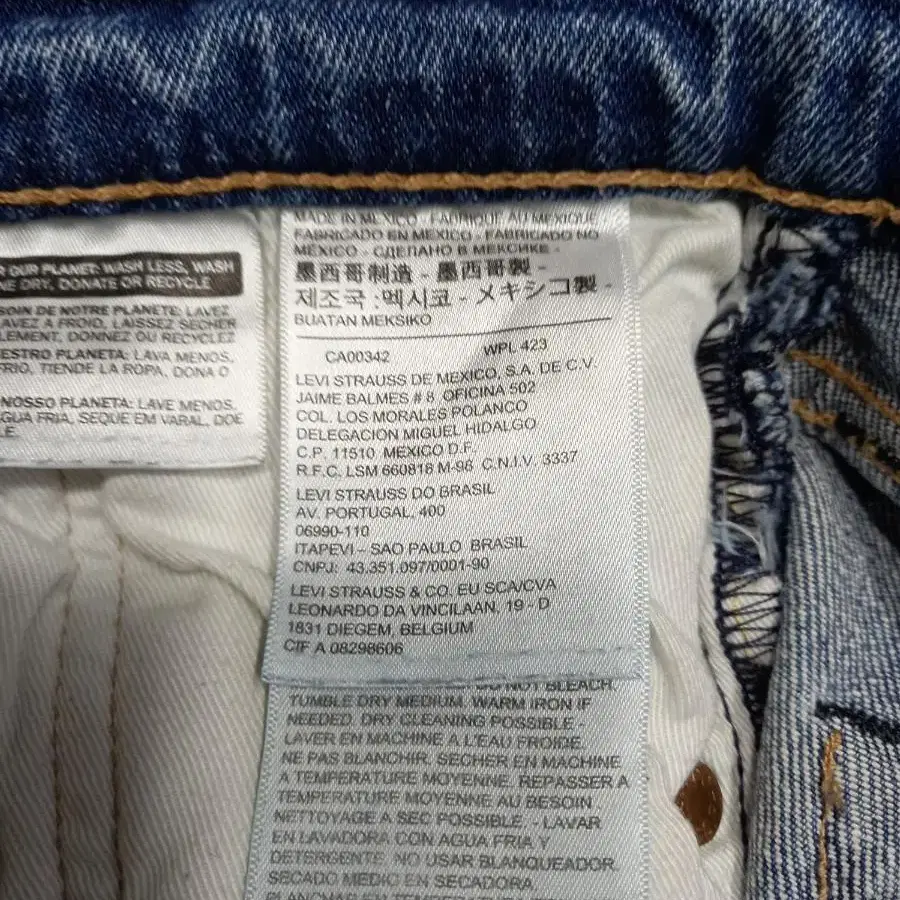 OUR PLANET: WASH LESS, WASH
DRY, DONATE OR RECYCLE
SOIN DE NOTRE PLANETE: LAVEZ
LAVEZ A FROID, LAISSEZ SECHER
DONNEZ OU RECYCLEZ
PLANETA: LAVA MENOS,
TIENDE LA ROPA, DONA O
NOSSO PLANETA: LAVE MENOS,
FRIA, SEQUE EM VARAL, DOE
MADE IN MEXICO - FABRIQUE AU MEXIQUE
FABRICADO EN MEXICO - FABRICADO NO
MÉXICO - СДЕЛАНО В МЕКСИКЕ -
墨西哥制造 - 墨西哥製 -
제조국 :멕시코 - メキシコ製 -
BUATAN MEKSIKO
CA00342 WPL 423
LEVI STRAUSS DE MEXICO, S.A. DE C.V.
JAIME BALMES # 8 OFICINA 502
COL. LOS MORALES POLANCO
DELEGACION MIGUEL HIDALGO
C.P. 11510 MEXICO D.F.
R.F.C. LSM 660818 M-98 C.N.I.V. 3337
LEVI STRAUSS DO BRASIL
AV. PORTUGAL, 400
06990-110
ITAPEVI – SAO PAULO BRASIL
CNPJ: 43.351.097/0001-90
LEVI STRAUSS & CO. EU SCA/CVA
LEONARDO DA VINCILAAN, 19 - D
1831 DIEGEM, BELGIUM
CIF A 08298606
DO NOT BLEACH.
TUMBLE DRY MEDIUM. WARM IRON IF
NEEDED. DRY CLEANING POSSIBLE -
LAVER EN MACHINE A L'EAU FROIDE.
NE PAS BLANCHIR. SECHER EN MACHINE
A TEMPERATURE MOYENNE. REPASSER A
TEMPERATURE MOYENNE AU BESOIN
NETTOYAGE A SEC POSSIBLE. - LAVAR
EN LAVADORA CON AGUA FRIA Y
DETERGENTE. NO USAR BLANQUEADOR.
SECADO MEDIO EN SECADORA.